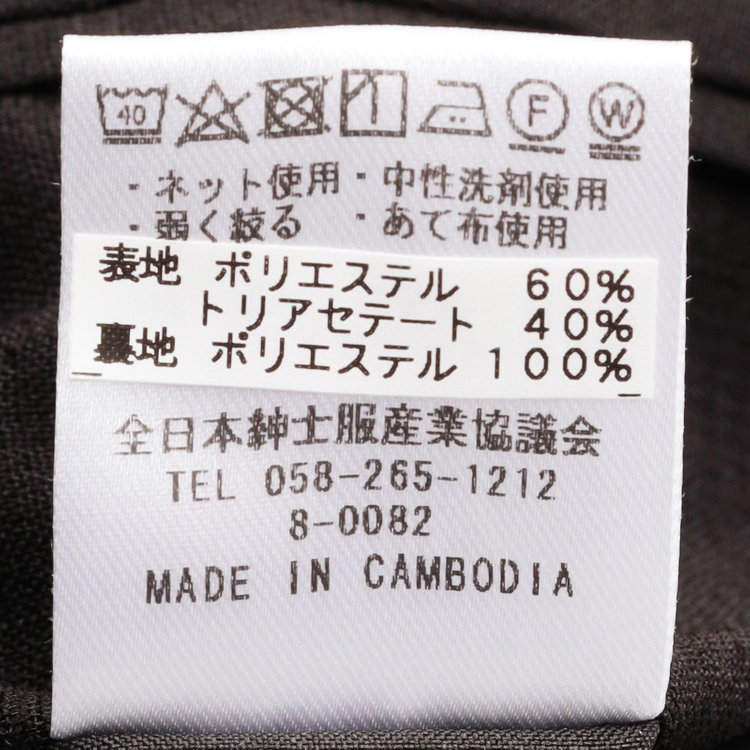 40 F W
・ネット使用 ・中性洗剤使用
・弱く絞る ・あて布使用
表地 ポリエステル 60%
トリアセテート 40%
裏地 ポリエステル 100%
全日本紳士服産業協議会
TEL 058-265-1212
8-0082
MADE IN CAMBODIA